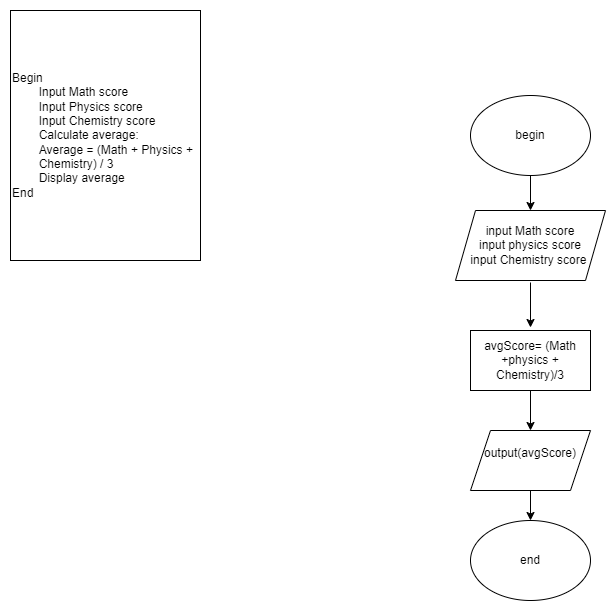 Begin
Input Math score
Input Physics score
Input Chemistry score
Calculate average:
Average = (Math + Physics +
Chemistry) / 3
Display average
End
begin
input Math score
input physics score
input Chemistry score
avgScore= (Math
+physics +
Chemistry)/3
output(avgScore)
end